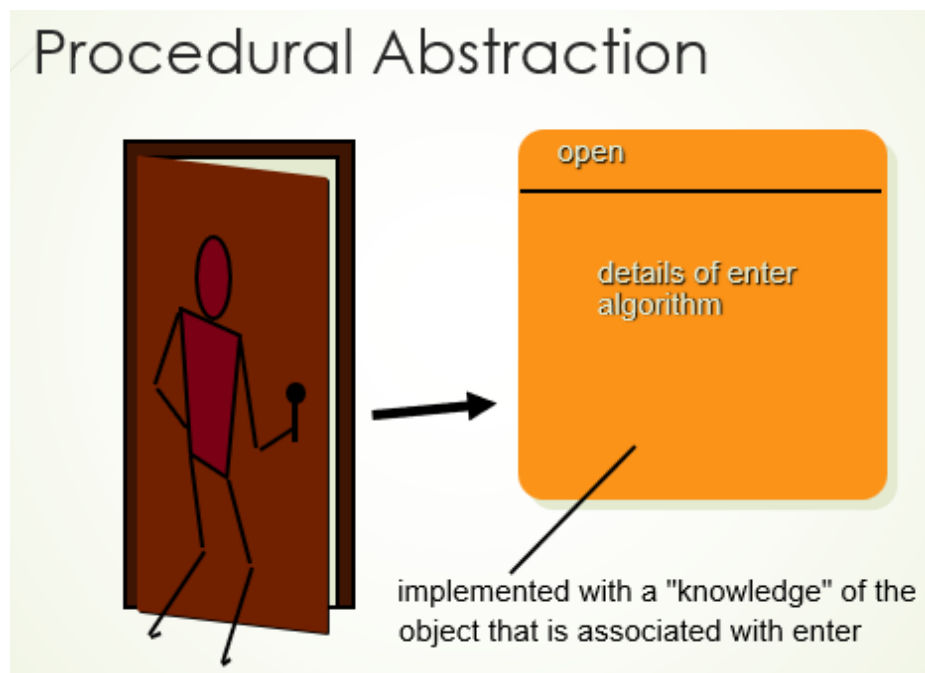 Procedural Abstraction
open
details of enter
algorithm
implemented with a "knowledge" of the
object that is associated with enter